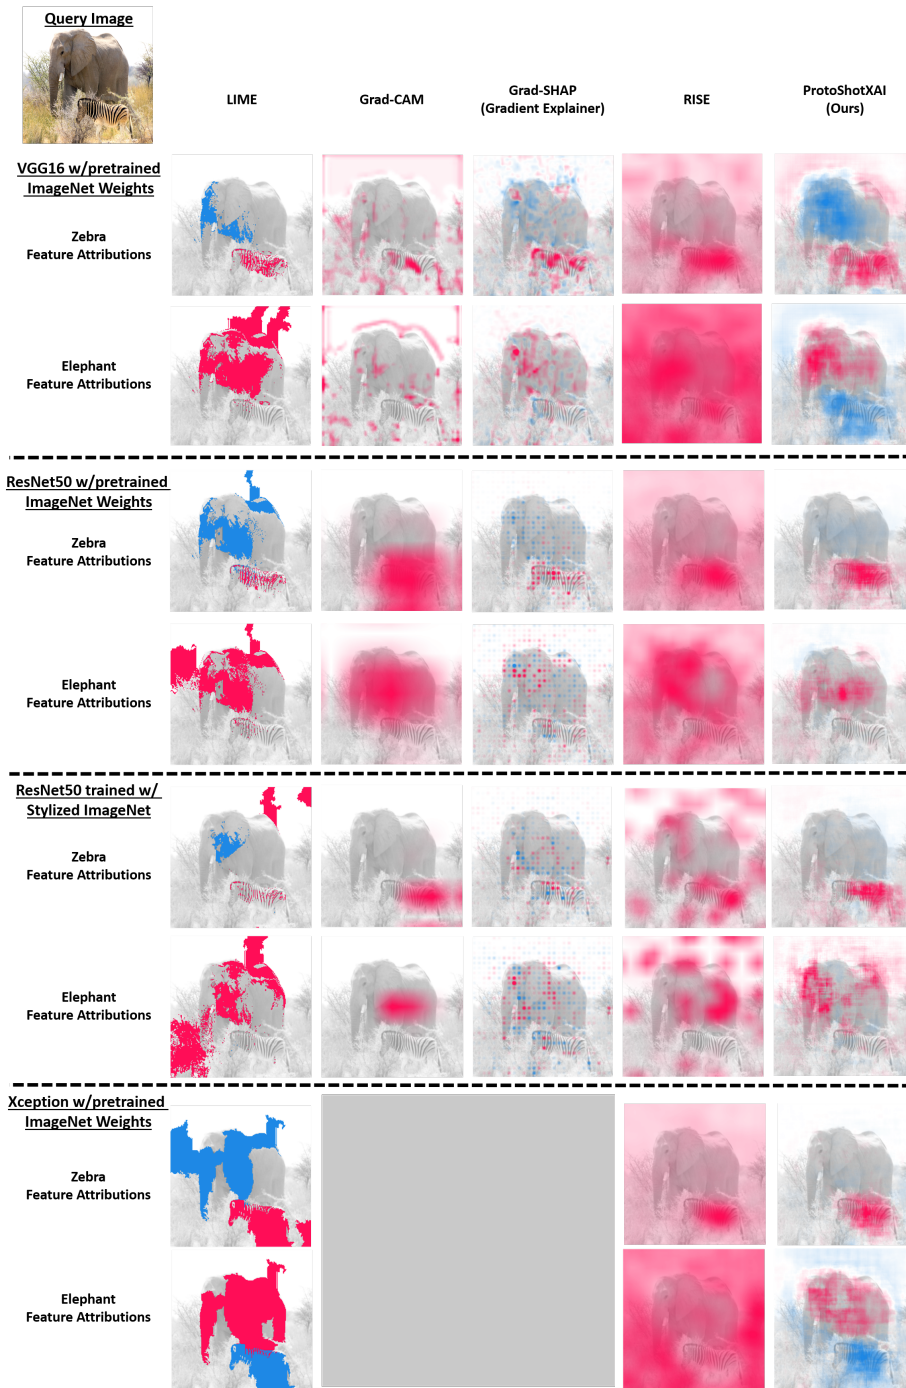 Query Image
LIME
Grad-CAM
Grad-SHAP
(Gradient Explainer)
RISE
ProtoShotXAI
(Ours)
VGG16 w/pretrained
ImageNet Weights
Zebra
Feature Attributions
Elephant
Feature Attributions
ResNet50 w/pretrained
ImageNet Weights
Zebra
Feature Attributions
Elephant
Feature Attributions
ResNet50 trained w/
Stylized ImageNet
Zebra
Feature Attributions
Elephant
Feature Attributions
Xception w/pretrained
ImageNet Weights
Zebra
Feature Attributions
Elephant
Feature Attributions